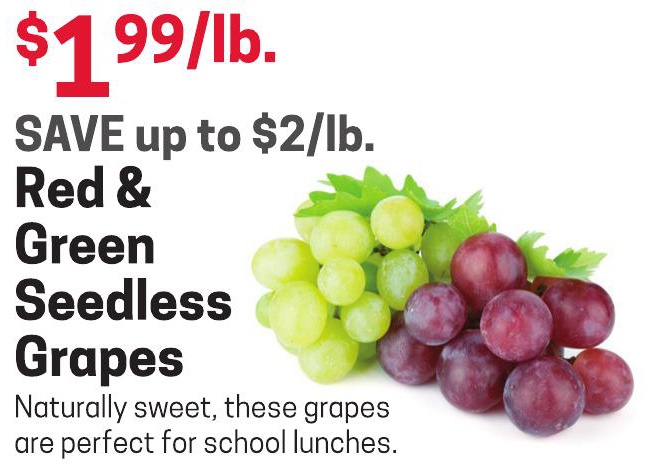 $1 99/lb.
SAVE up to $2/lb.
Red &
Green
Seedless
Grapes
Naturally sweet, these grapes
are perfect for school lunches.